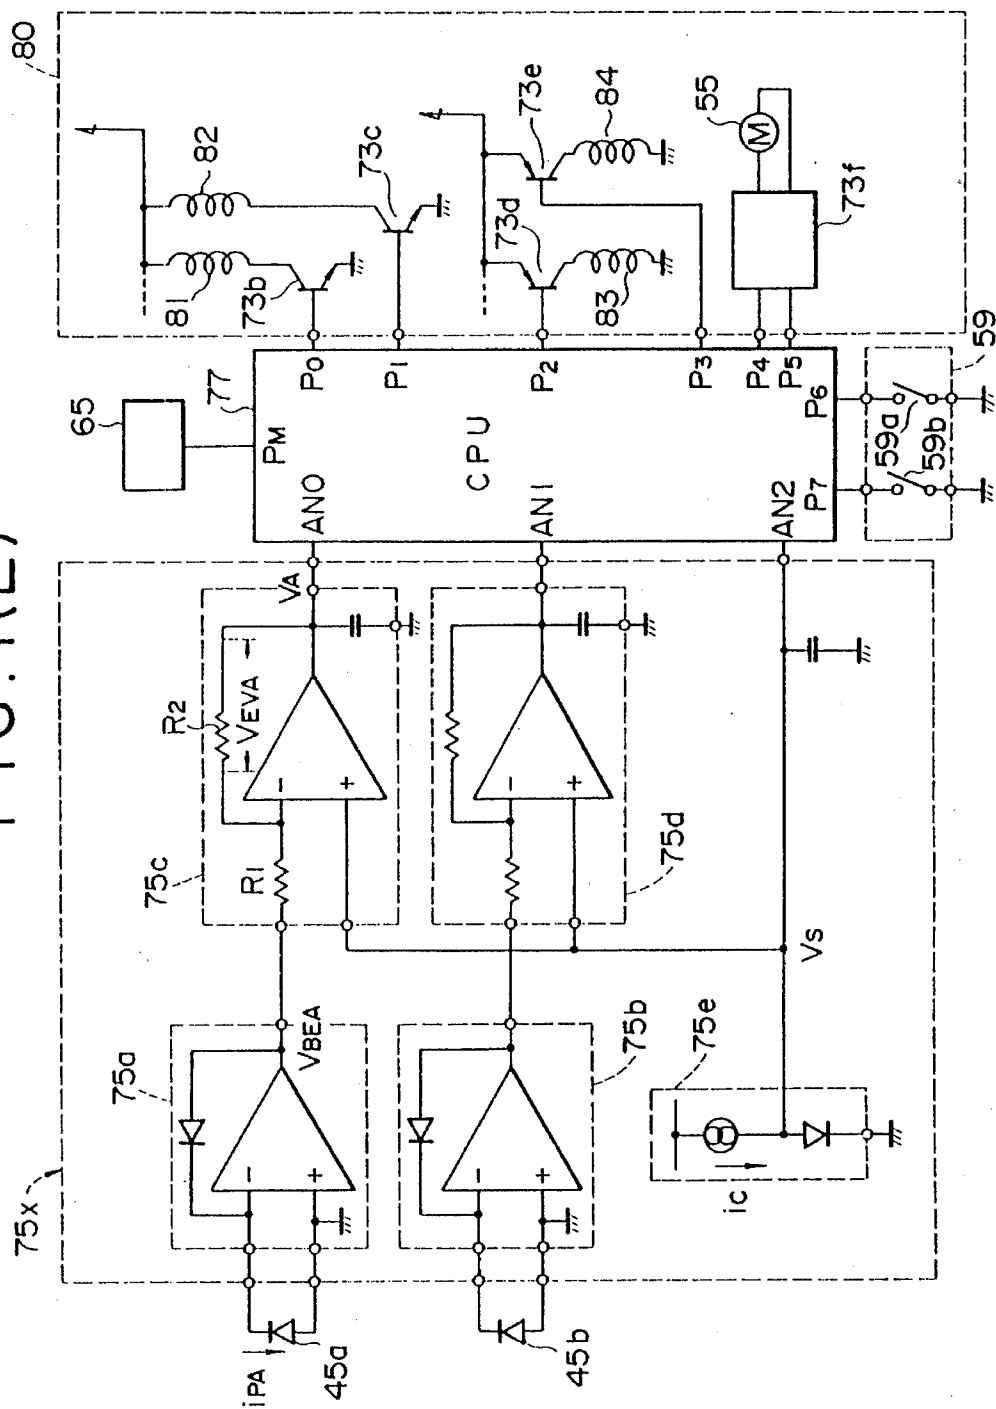 80
82
73c
81
73b
73e
84
73d
83
55
M
73f
65
77
PM
P0
P1
P2
P3
P4
P5
CPU
AN0
AN1
AN2
P7
P6
59
59a
59b
VA
R2
VEVA
-
+
75c
R1
-
+
75d
VS
75x
75a
VBEA
-
+
75b
-
+
75e
ic
iPA
45a
45b